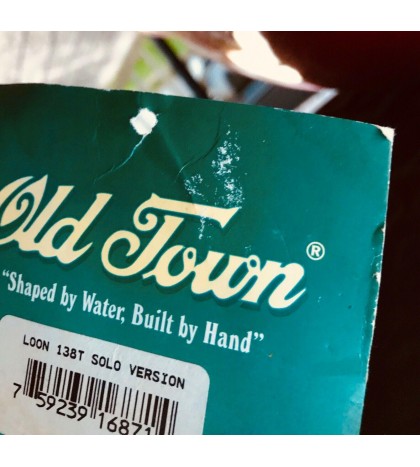 Old Town®
"Shaped by Water, Built by Hand"
LOON 138T SOLO VERSION
7 59239 16871